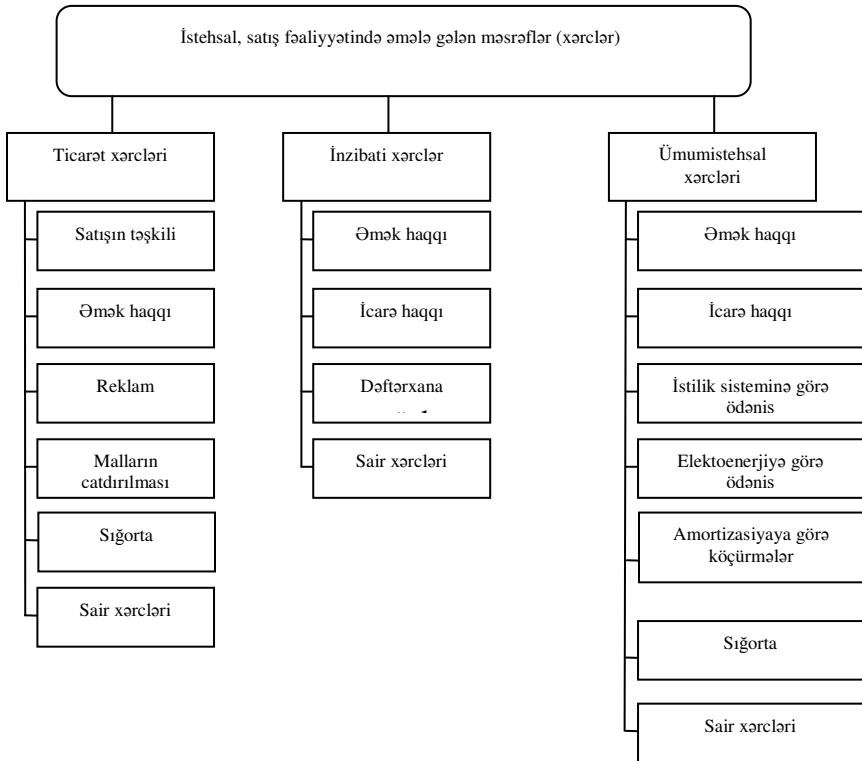 İstehsal, satış fəaliyyətində əmələ gələn məsrəflər (xərclər)
Ticarət xərcləri
Satışın təşkili
Əmək haqqı
Reklam
Malların
catdırılması
Sığorta
Sair xərcləri
İnzibati xərclər
Əmək haqqı
İcarə haqqı
Dəftərxana
Sair xərcləri
Ümumistehsal
xərcləri
Əmək haqqı
İcarə haqqı
İstilik sisteminə görə
ödənis
Elektoenerjiyə görə
ödənis
Amortizasiyaya görə
köçürmələr
Sığorta
Sair xərcləri